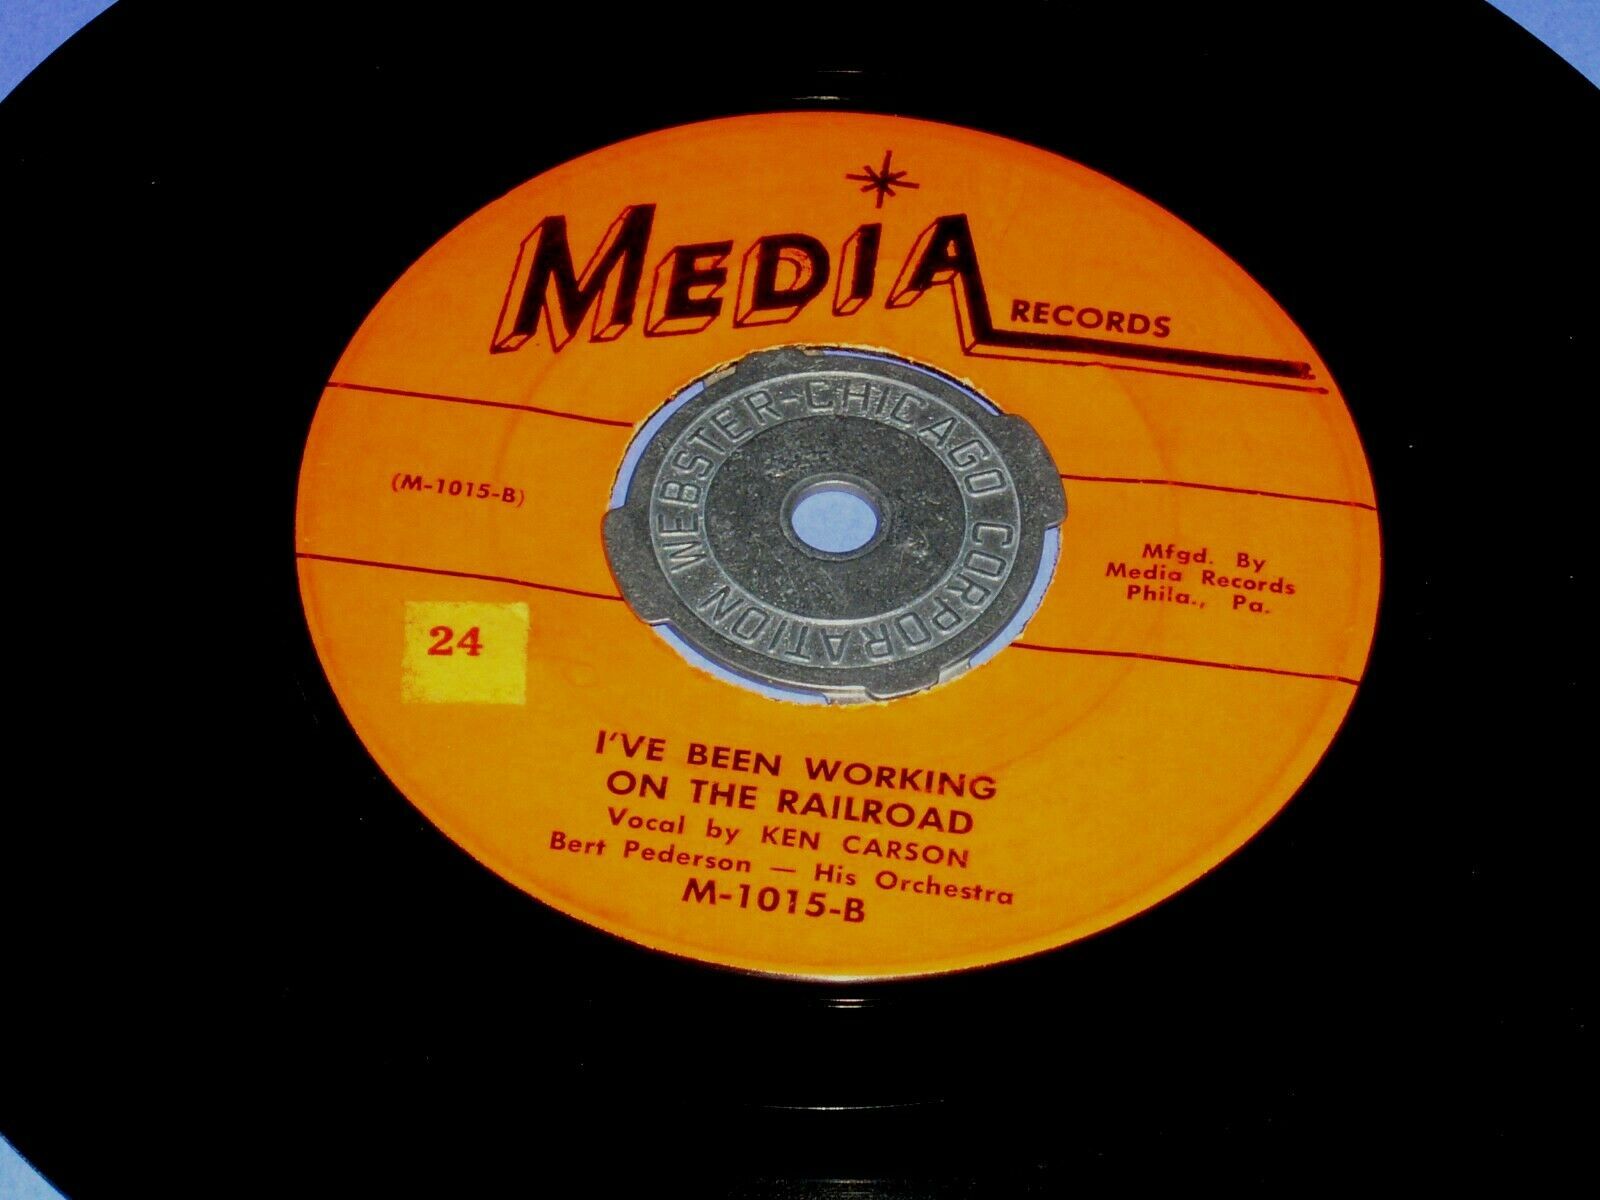 MEDIA RECORDS
WEBSTER-CHICAGO CORPORATION
(M-1015-B)
Mfgd. By
Media Records
Phila., Pa.
24
I'VE BEEN WORKING
ON THE RAILROAD
Vocal by KEN CARSON
Bert Pederson — His Orchestra
M-1015-B